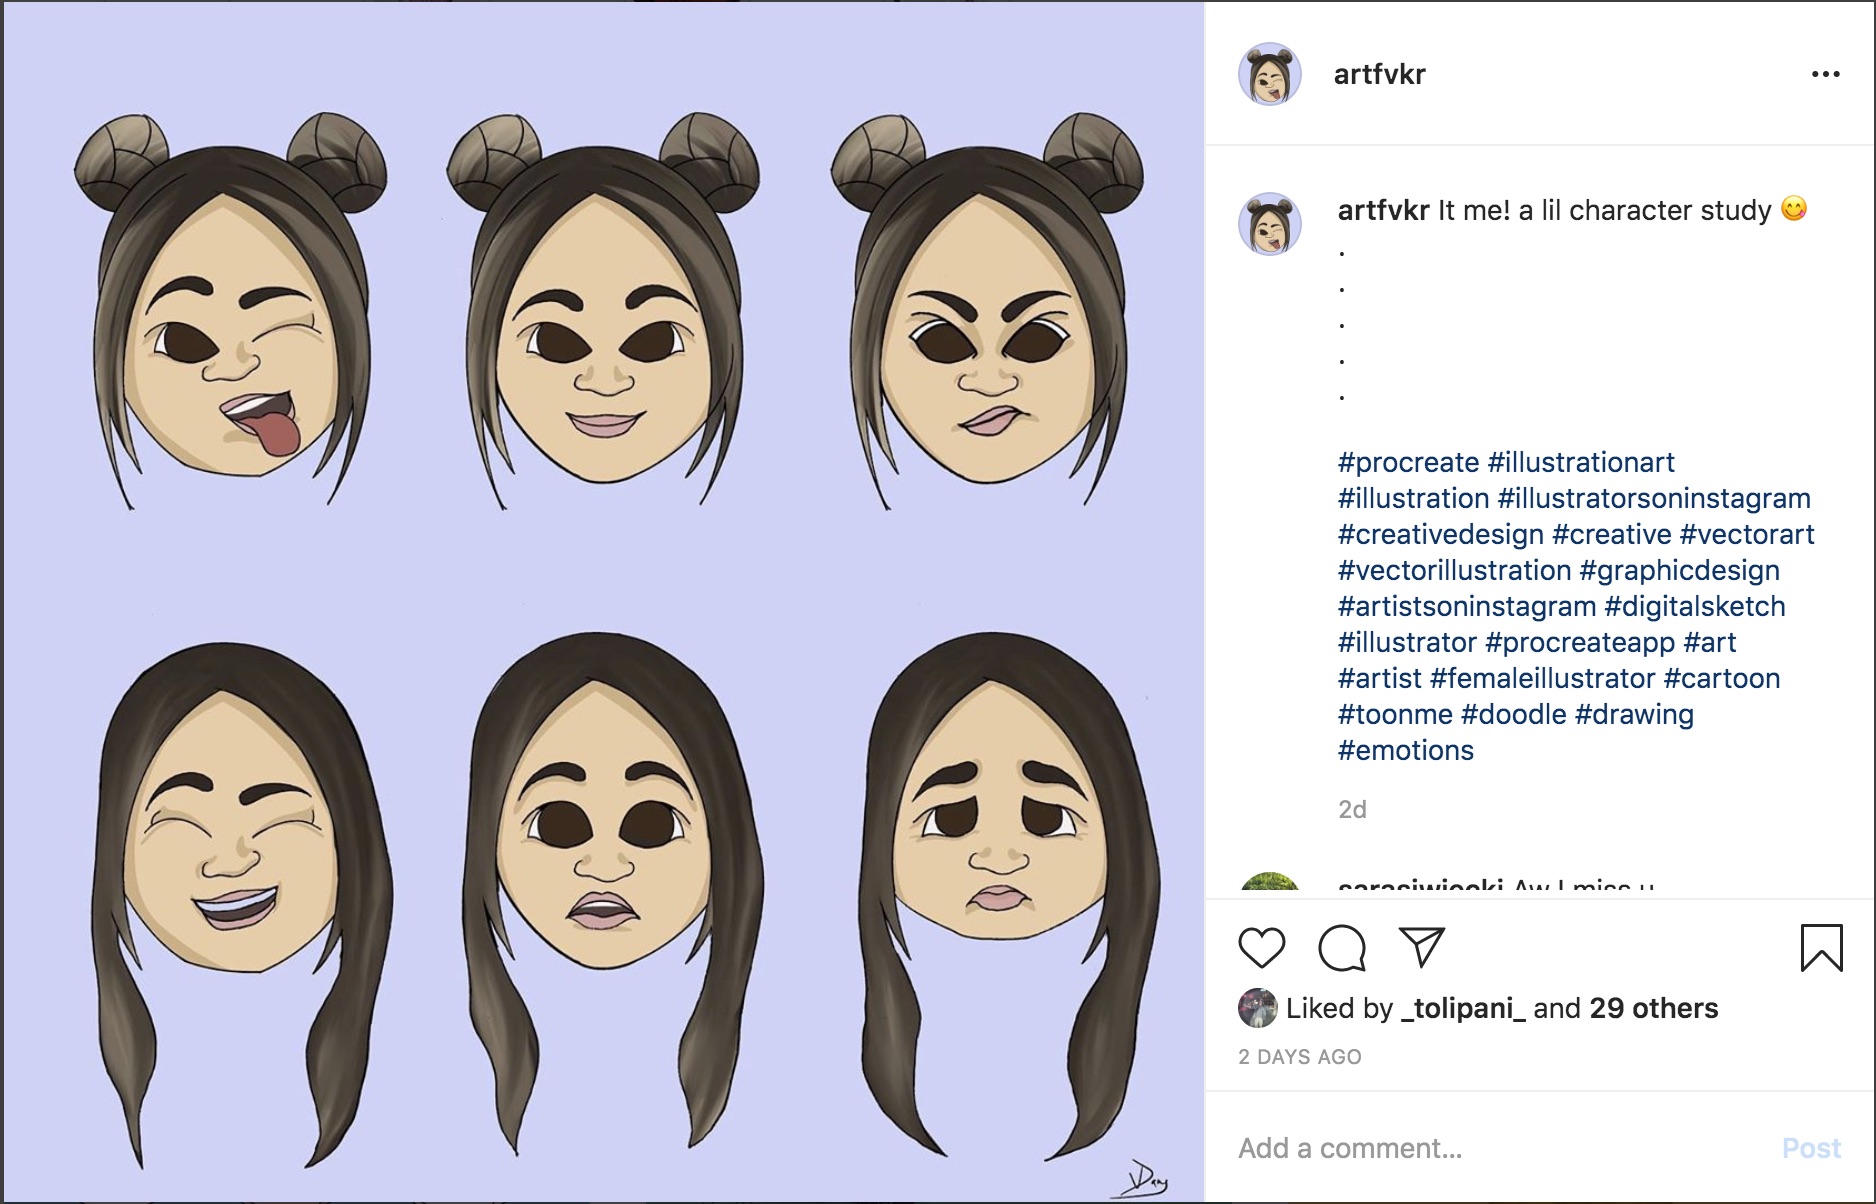 artfvkr
artfvkr It me! a lil character study 😋
.
.
.
.
.
#procreate #illustrationart
#illustration #illustratorsoninstagram
#creativedesign #creative #vectorart
#vectorillustration #graphicdesign
#artistsoninstagram #digitalsketch
#illustrator #procreateapp #art
#artist #femaleillustrator #cartoon
#toonme #doodle #drawing
#emotions
2d
Aw I miss u
Liked by _tolipani_ and 29 others
2 DAYS AGO
Add a comment... Post